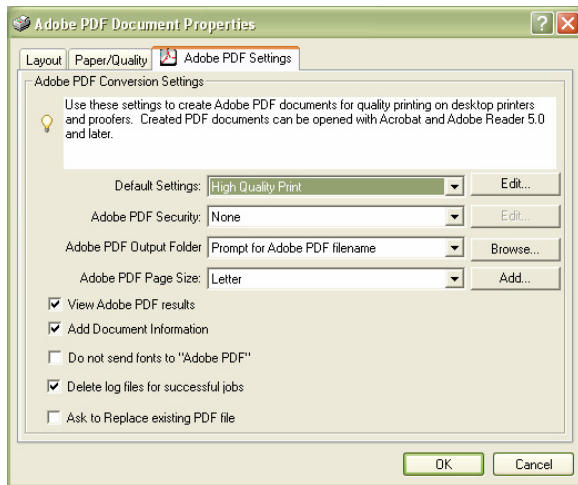 Adobe PDF Document Properties
Layout Paper/Quality Adobe PDF Settings
Adobe PDF Conversion Settings
Use these settings to create Adobe PDF documents for quality printing on desktop printers
and proofers. Created PDF documents can be opened with Acrobat and Adobe Reader 5.0
and later.
Default Settings: High Quality Print Edit...
Adobe PDF Security: None Edit...
Adobe PDF Output Folder Prompt for Adobe PDF filename Browse...
Adobe PDF Page Size: Letter Add...
View Adobe PDF results
Add Document Information
Do not send fonts to "Adobe PDF"
Delete log files for successful jobs
Ask to Replace existing PDF file
OK Cancel